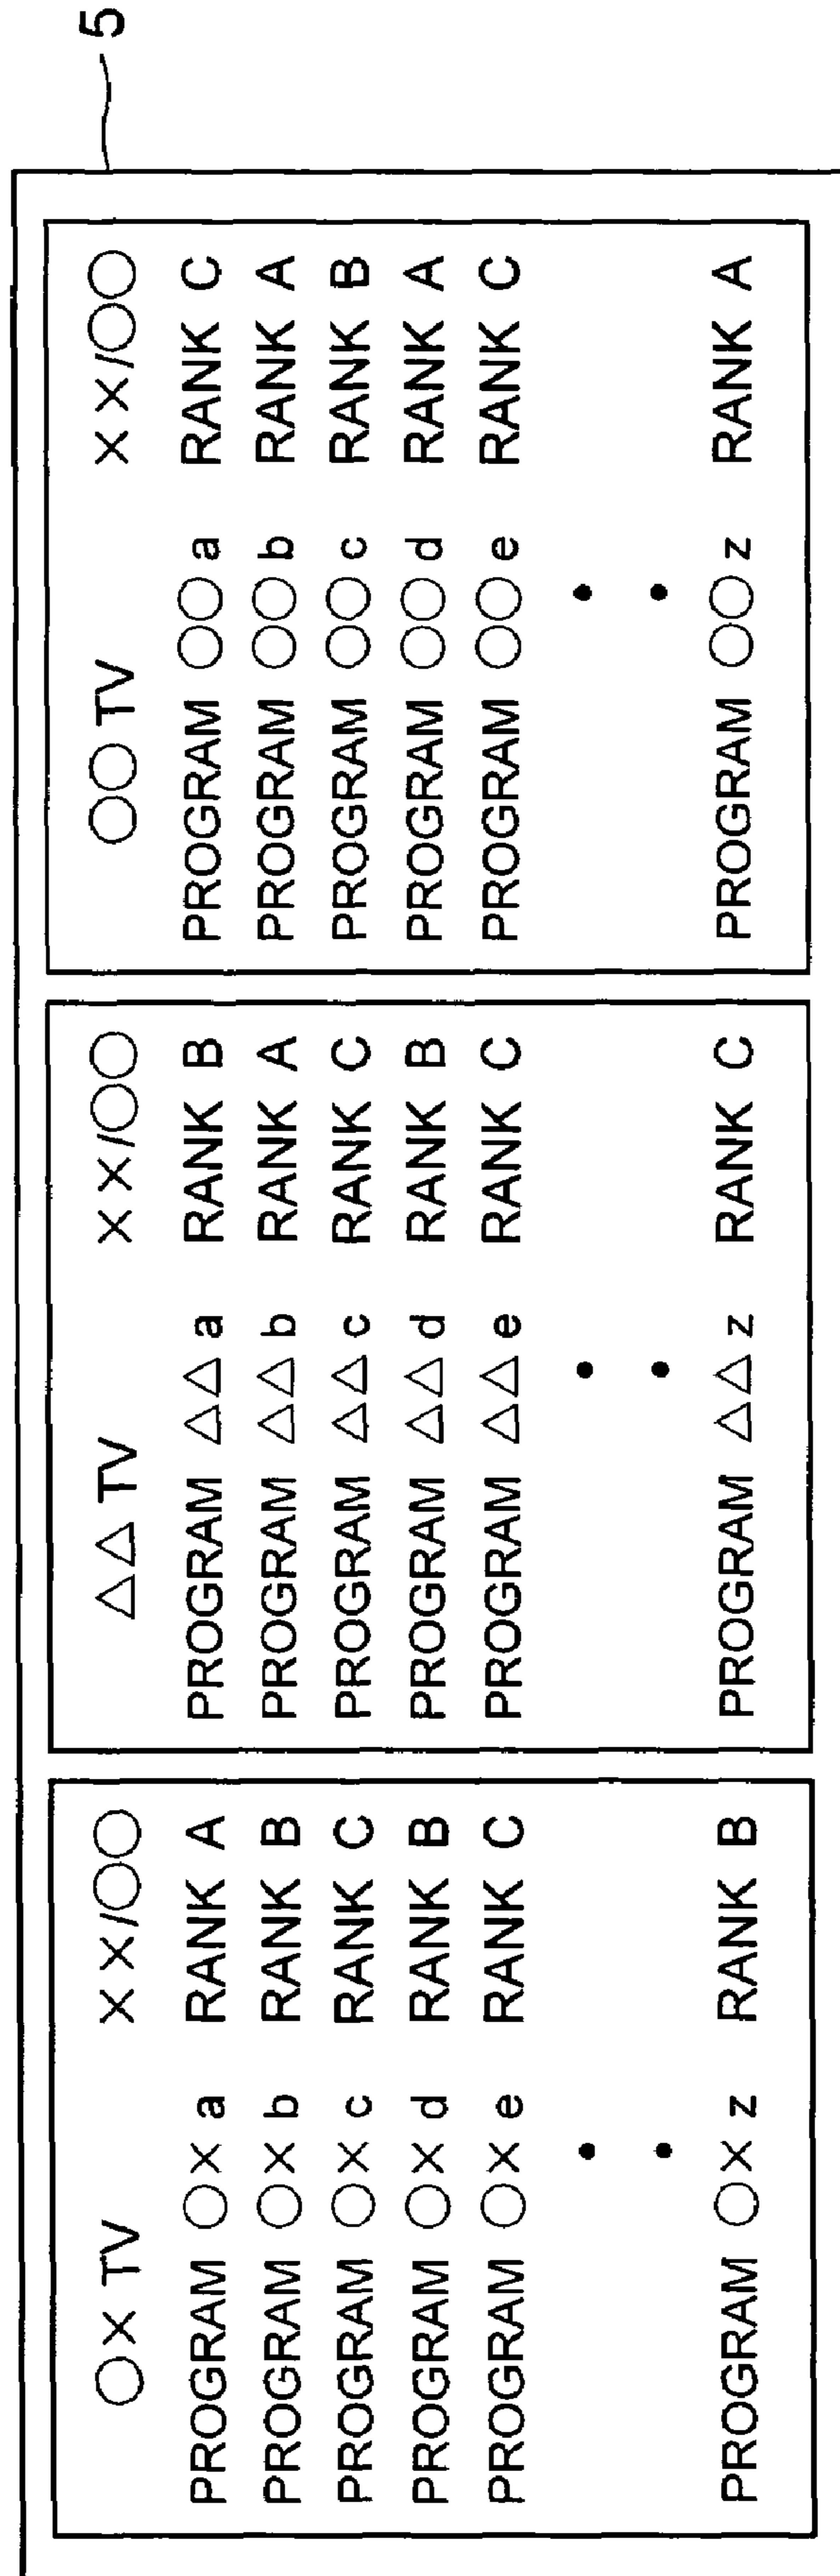 5
○× TV ××/○○
PROGRAM ○× a RANK A
PROGRAM ○× b RANK B
PROGRAM ○× c RANK C
PROGRAM ○× d RANK B
PROGRAM ○× e RANK C
•
•
PROGRAM ○× z RANK B
△△ TV ××/○○
PROGRAM △△ a RANK B
PROGRAM △△ b RANK A
PROGRAM △△ c RANK C
PROGRAM △△ d RANK B
PROGRAM △△ e RANK C
•
•
PROGRAM △△ z RANK C
○○ TV ××/○○
PROGRAM ○○ a RANK C
PROGRAM ○○ b RANK A
PROGRAM ○○ c RANK B
PROGRAM ○○ d RANK A
PROGRAM ○○ e RANK C
•
•
PROGRAM ○○ z RANK A